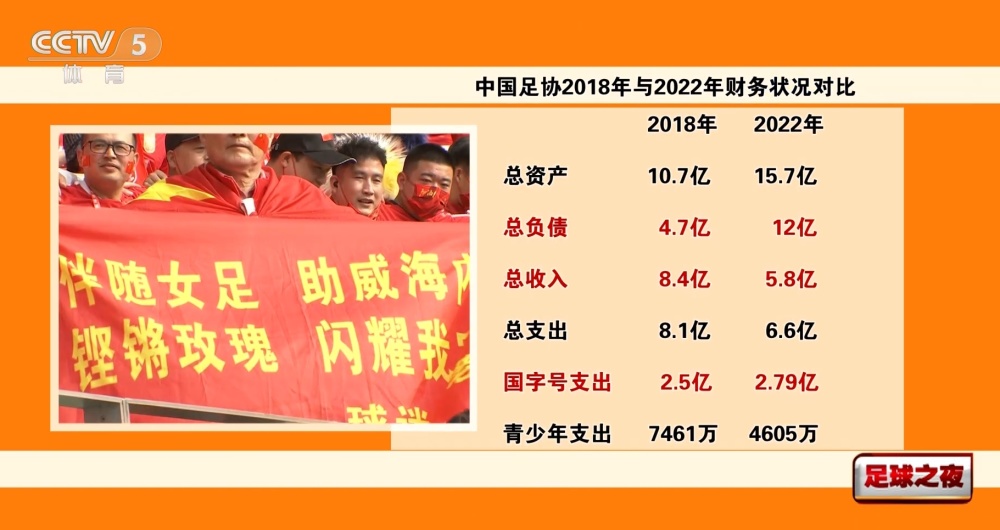 CCTV 5
体育
中国足协2018年与2022年财务状况对比
2018年 2022年
总资产 10.7亿 15.7亿
总负债 4.7亿 12亿
总收入 8.4亿 5.8亿
总支出 8.1亿 6.6亿
国字号支出 2.5亿 2.79亿
青少年支出 7461万 4605万
伴随女足 助威海内
铿锵玫瑰 闪耀我
球迷
足球之夜